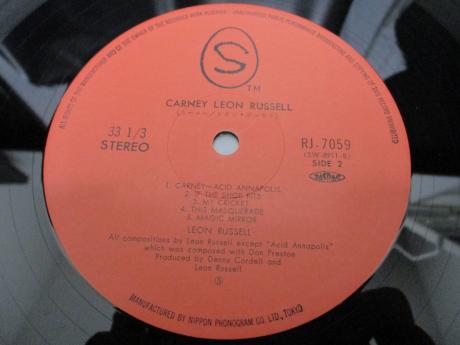 S
TM
CARNEY LEON RUSSELL
33 1/3
STEREO
RJ-7059
(SW-8911-B)
SIDE 2
1. CARNEY—ACID ANNAPOLIS
2. IF THE SHOE FITS
3. MY CRICKET
4. THIS MASQUERADE
5. MAGIC MIRROR
LEON RUSSELL
All compositions by Leon Russell except "Acid Annapolis"
which was composed with Don Preston
Produced by Denny Cordell and
Leon Russell
Ⓢ
MANUFACTURED BY NIPPON PHONOGRAM CO. LTD., TOKYO